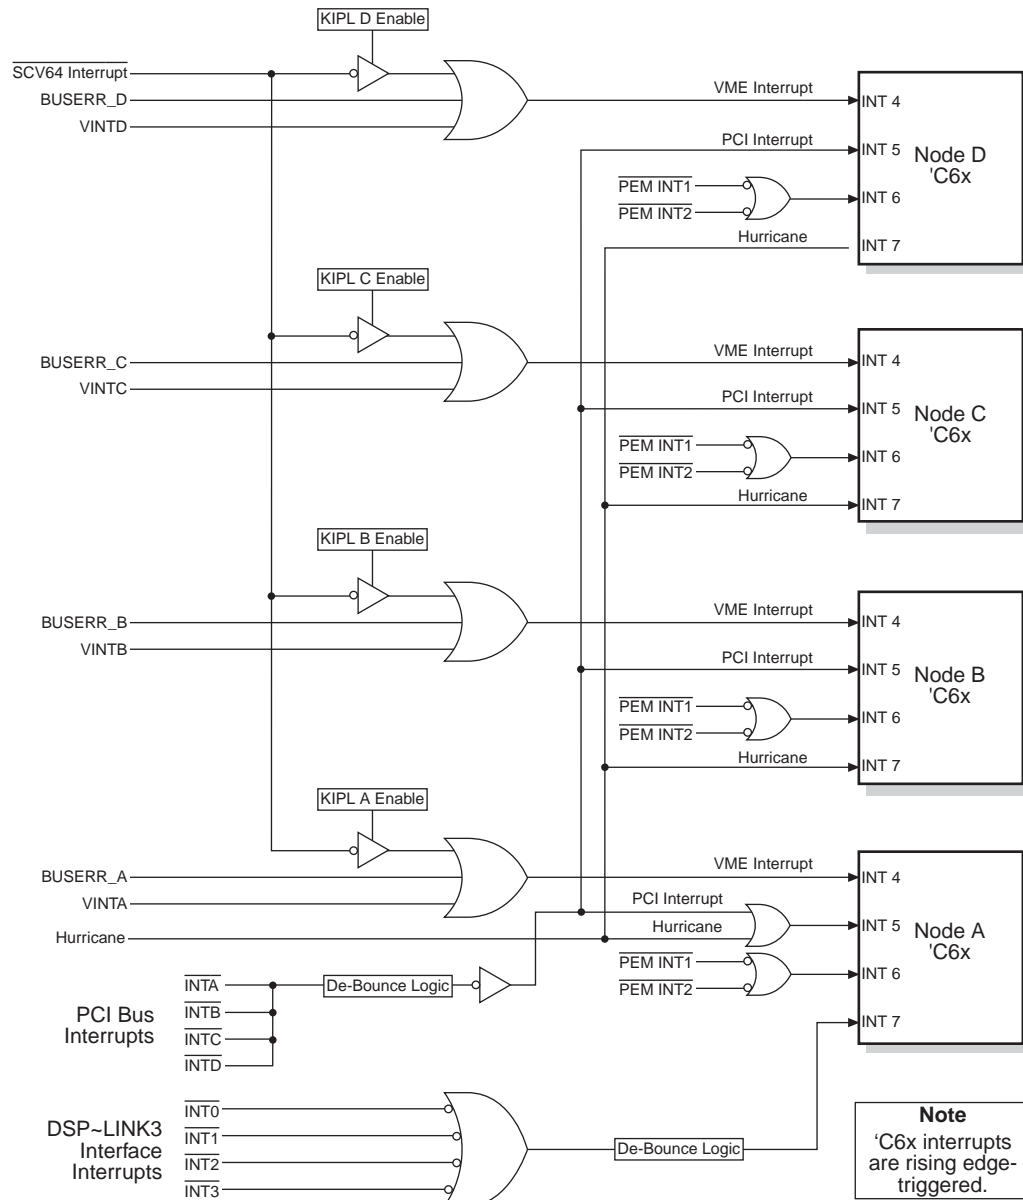 KIPL D Enable
SCV64 Interrupt
BUSERR_D
VINTD
VME Interrupt
INT 4
PCI Interrupt
INT 5
Node D
'C6x
PEM INT1
PEM INT2
INT 6
Hurricane
INT 7
KIPL C Enable
BUSERR_C
VINTC
VME Interrupt
INT 4
PCI Interrupt
INT 5
Node C
'C6x
PEM INT1
PEM INT2
INT 6
Hurricane
INT 7
KIPL B Enable
BUSERR_B
VINTB
VME Interrupt
INT 4
PCI Interrupt
INT 5
Node B
'C6x
PEM INT1
PEM INT2
INT 6
Hurricane
INT 7
KIPL A Enable
BUSERR_A
VINTA
Hurricane
VME Interrupt
INT 4
PCI Interrupt
Hurricane
INT 5
Node A
'C6x
PEM INT1
PEM INT2
INT 6
INT 7
PCI Bus
Interrupts
INTA
INTB
INTC
INTD
De-Bounce Logic
DSP~LINK3
Interface
Interrupts
INT0
INT1
INT2
INT3
De-Bounce Logic
Note
‘C6x interrupts
are rising edge-
triggered.